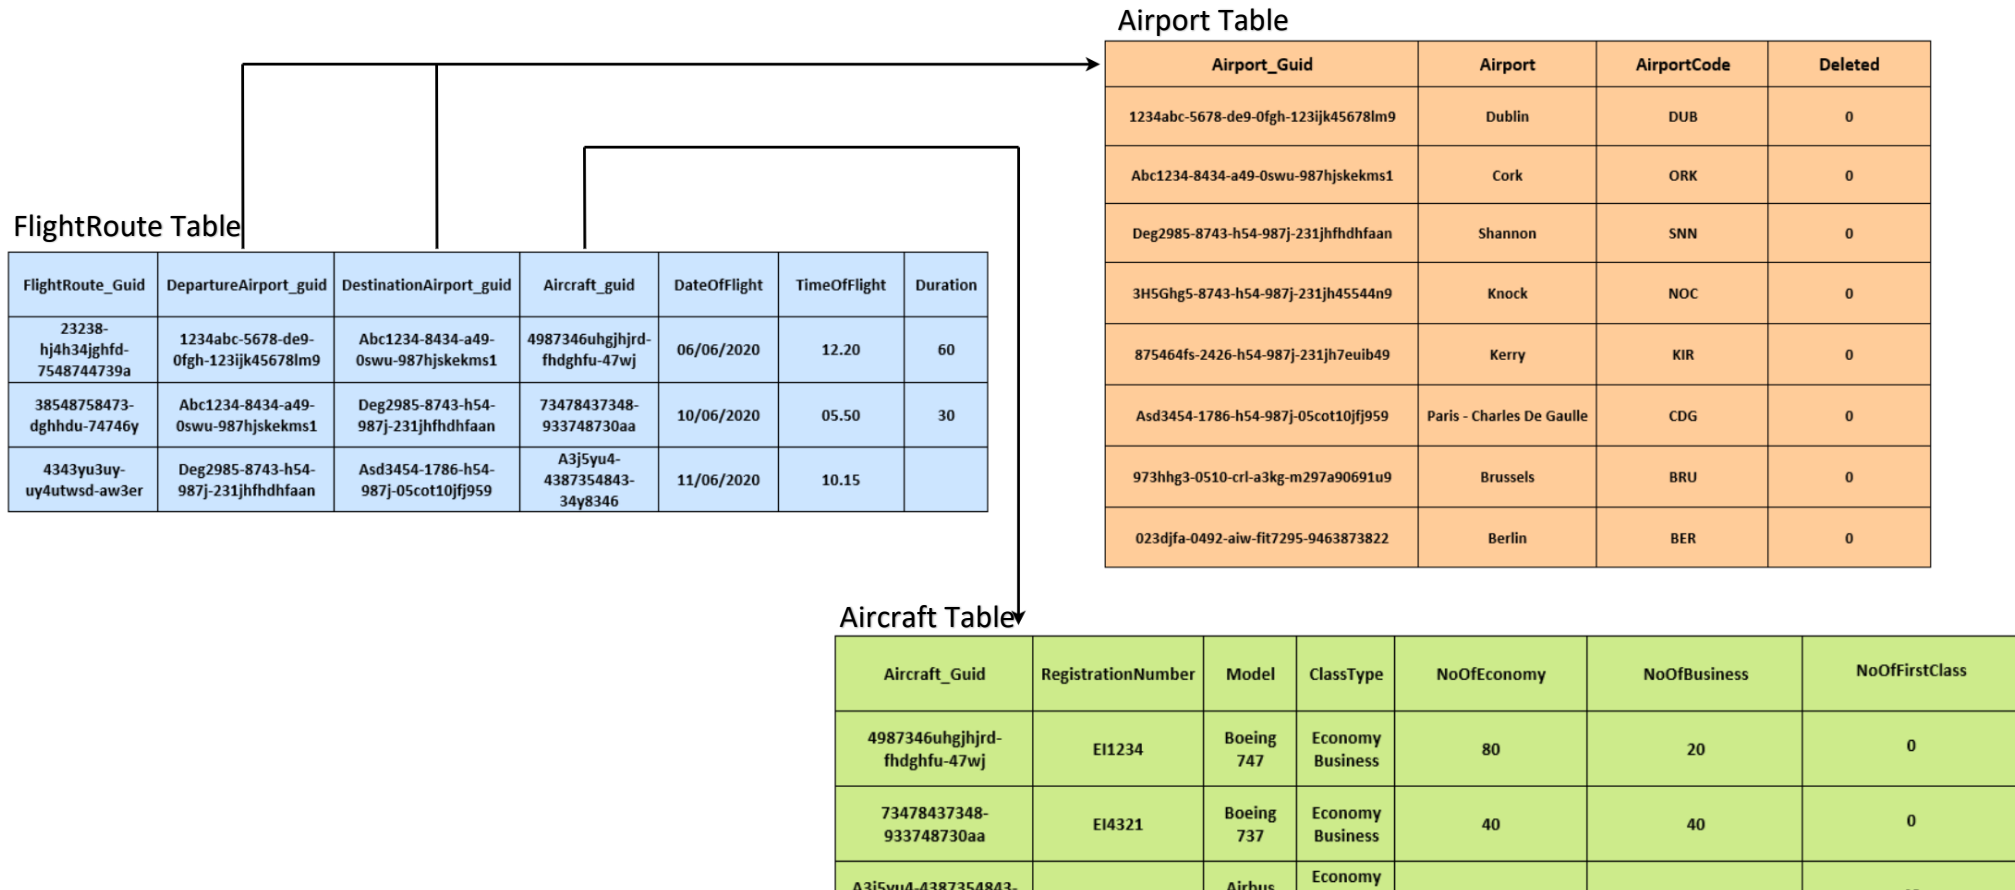 Airport Table
Airport_Guid Airport AirportCode Deleted
1234abc-5678-de9-0fgh-123ijk45678lm9 Dublin DUB 0
Abc1234-8434-a49-0swu-987hjskekms1 Cork ORK 0
Deg2985-8743-h54-987j-231jhfhdhfaan Shannon SNN 0
3H5Ghg5-8743-h54-987j-231jh45544n9 Knock NOC 0
875464fs-2426-h54-987j-231jh7euib49 Kerry KIR 0
Asd3454-1786-h54-987j-05cot10jfj959 Paris - Charles De Gaulle CDG 0
973hhg3-0510-crl-a3kg-m297a90691u9 Brussels BRU 0
023djfa-0492-aiw-fit7295-9463873822 Berlin BER 0
FlightRoute Table
FlightRoute_Guid DepartureAirport_guid DestinationAirport_guid Aircraft_guid DateOfFlight TimeOfFlight Duration
23238-
hj4h34jghfd-
7548744739a
1234abc-5678-de9-
0fgh-123ijk45678lm9
Abc1234-8434-a49-
0swu-987hjskekms1
4987346uhgjhjrd-
fhdghfu-47wj
06/06/2020 12.20 60
38548758473-
dghhdu-74746y
Abc1234-8434-a49-
0swu-987hjskekms1
Deg2985-8743-h54-
987j-231jhfhdhfaan
73478437348-
933748730aa
10/06/2020 05.50 30
4343yu3uy-
uy4utwsd-aw3er
Deg2985-8743-h54-
987j-231jhfhdhfaan
Asd3454-1786-h54-
987j-05cot10jfj959
A3j5yu4-
4387354843-
34y8346
11/06/2020 10.15
Aircraft Table
Aircraft_Guid RegistrationNumber Model ClassType NoOfEconomy NoOfBusiness NoOfFirstClass
4987346uhgjhjrd-
fhdghfu-47wj
EI1234
Boeing
747
Economy
Business
80 20 0
73478437348-
933748730aa
EI4321
Boeing
737
Economy
Business
40 40 0
A3j5yu4-4387354843-
Airbus
Economy